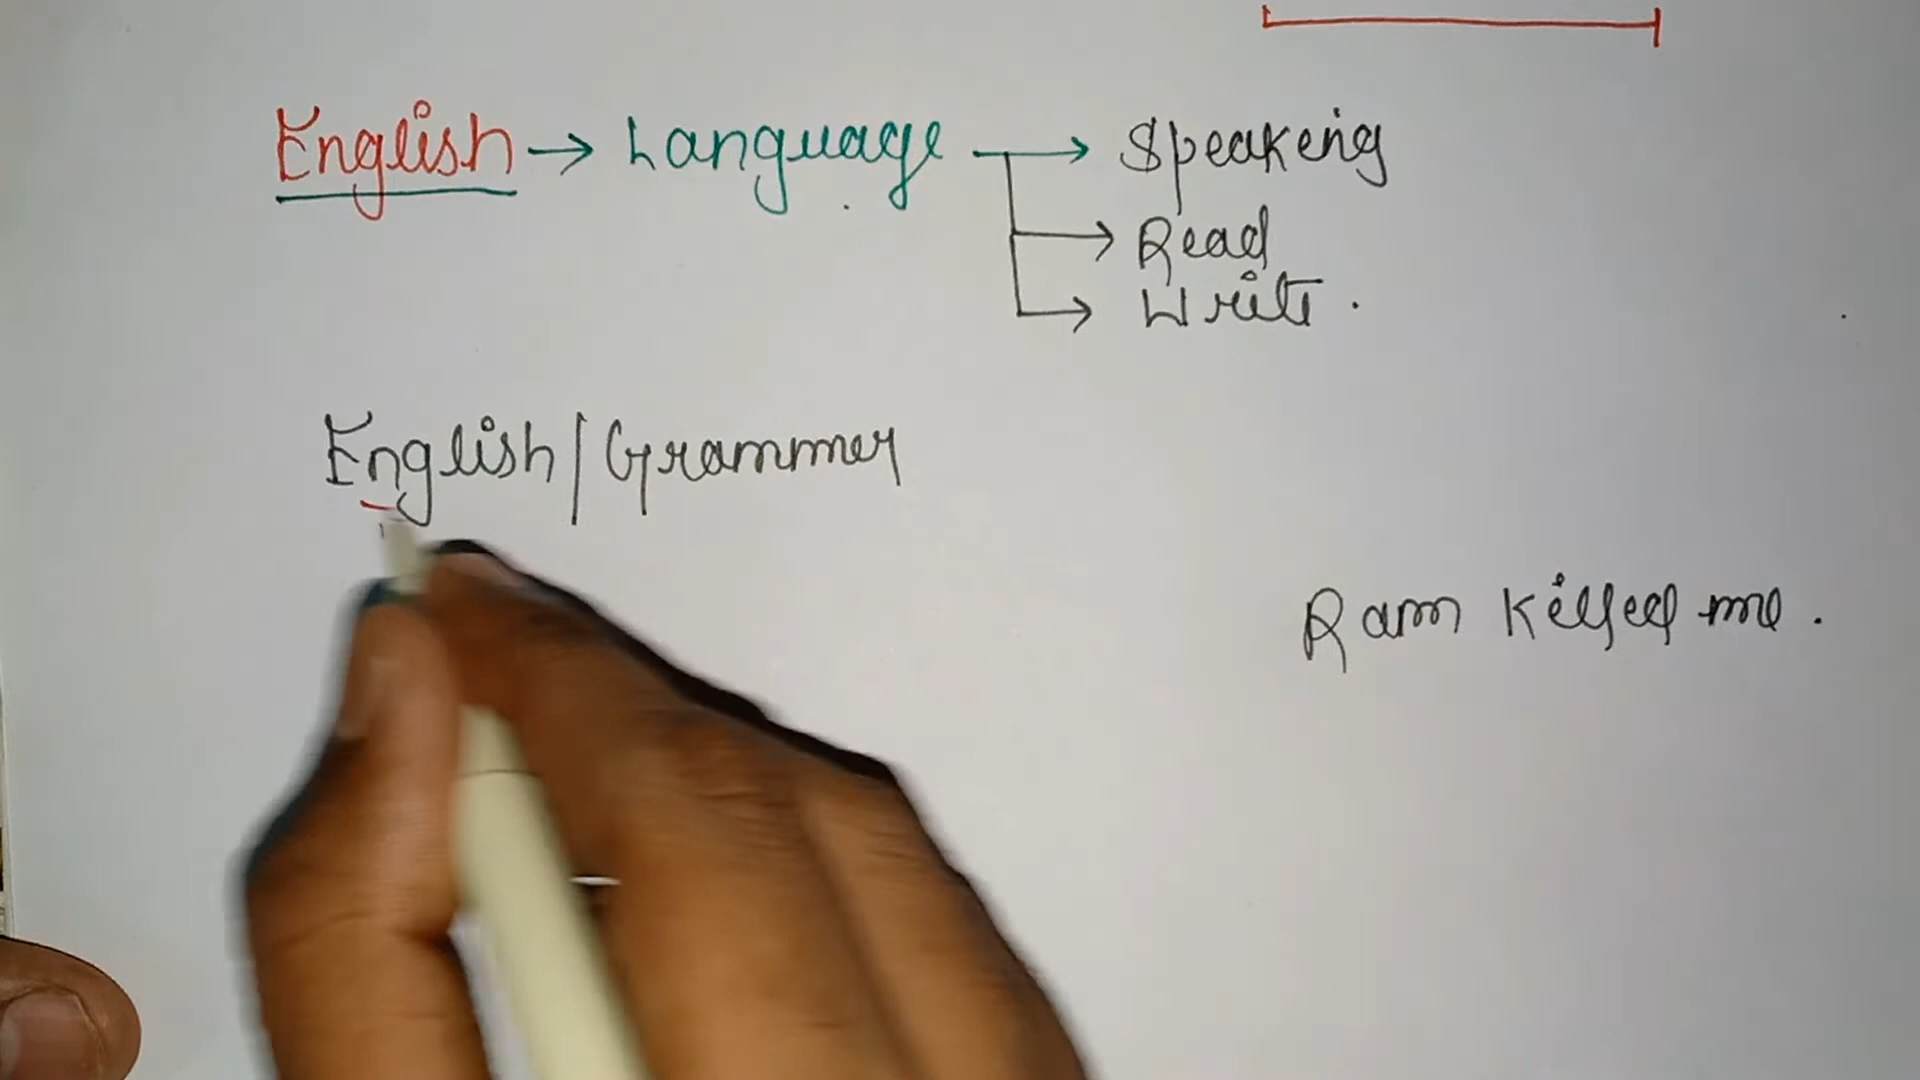 English → Language → Speaking
→ Read
→ Write.
English/Grammer
Ram Killed me.